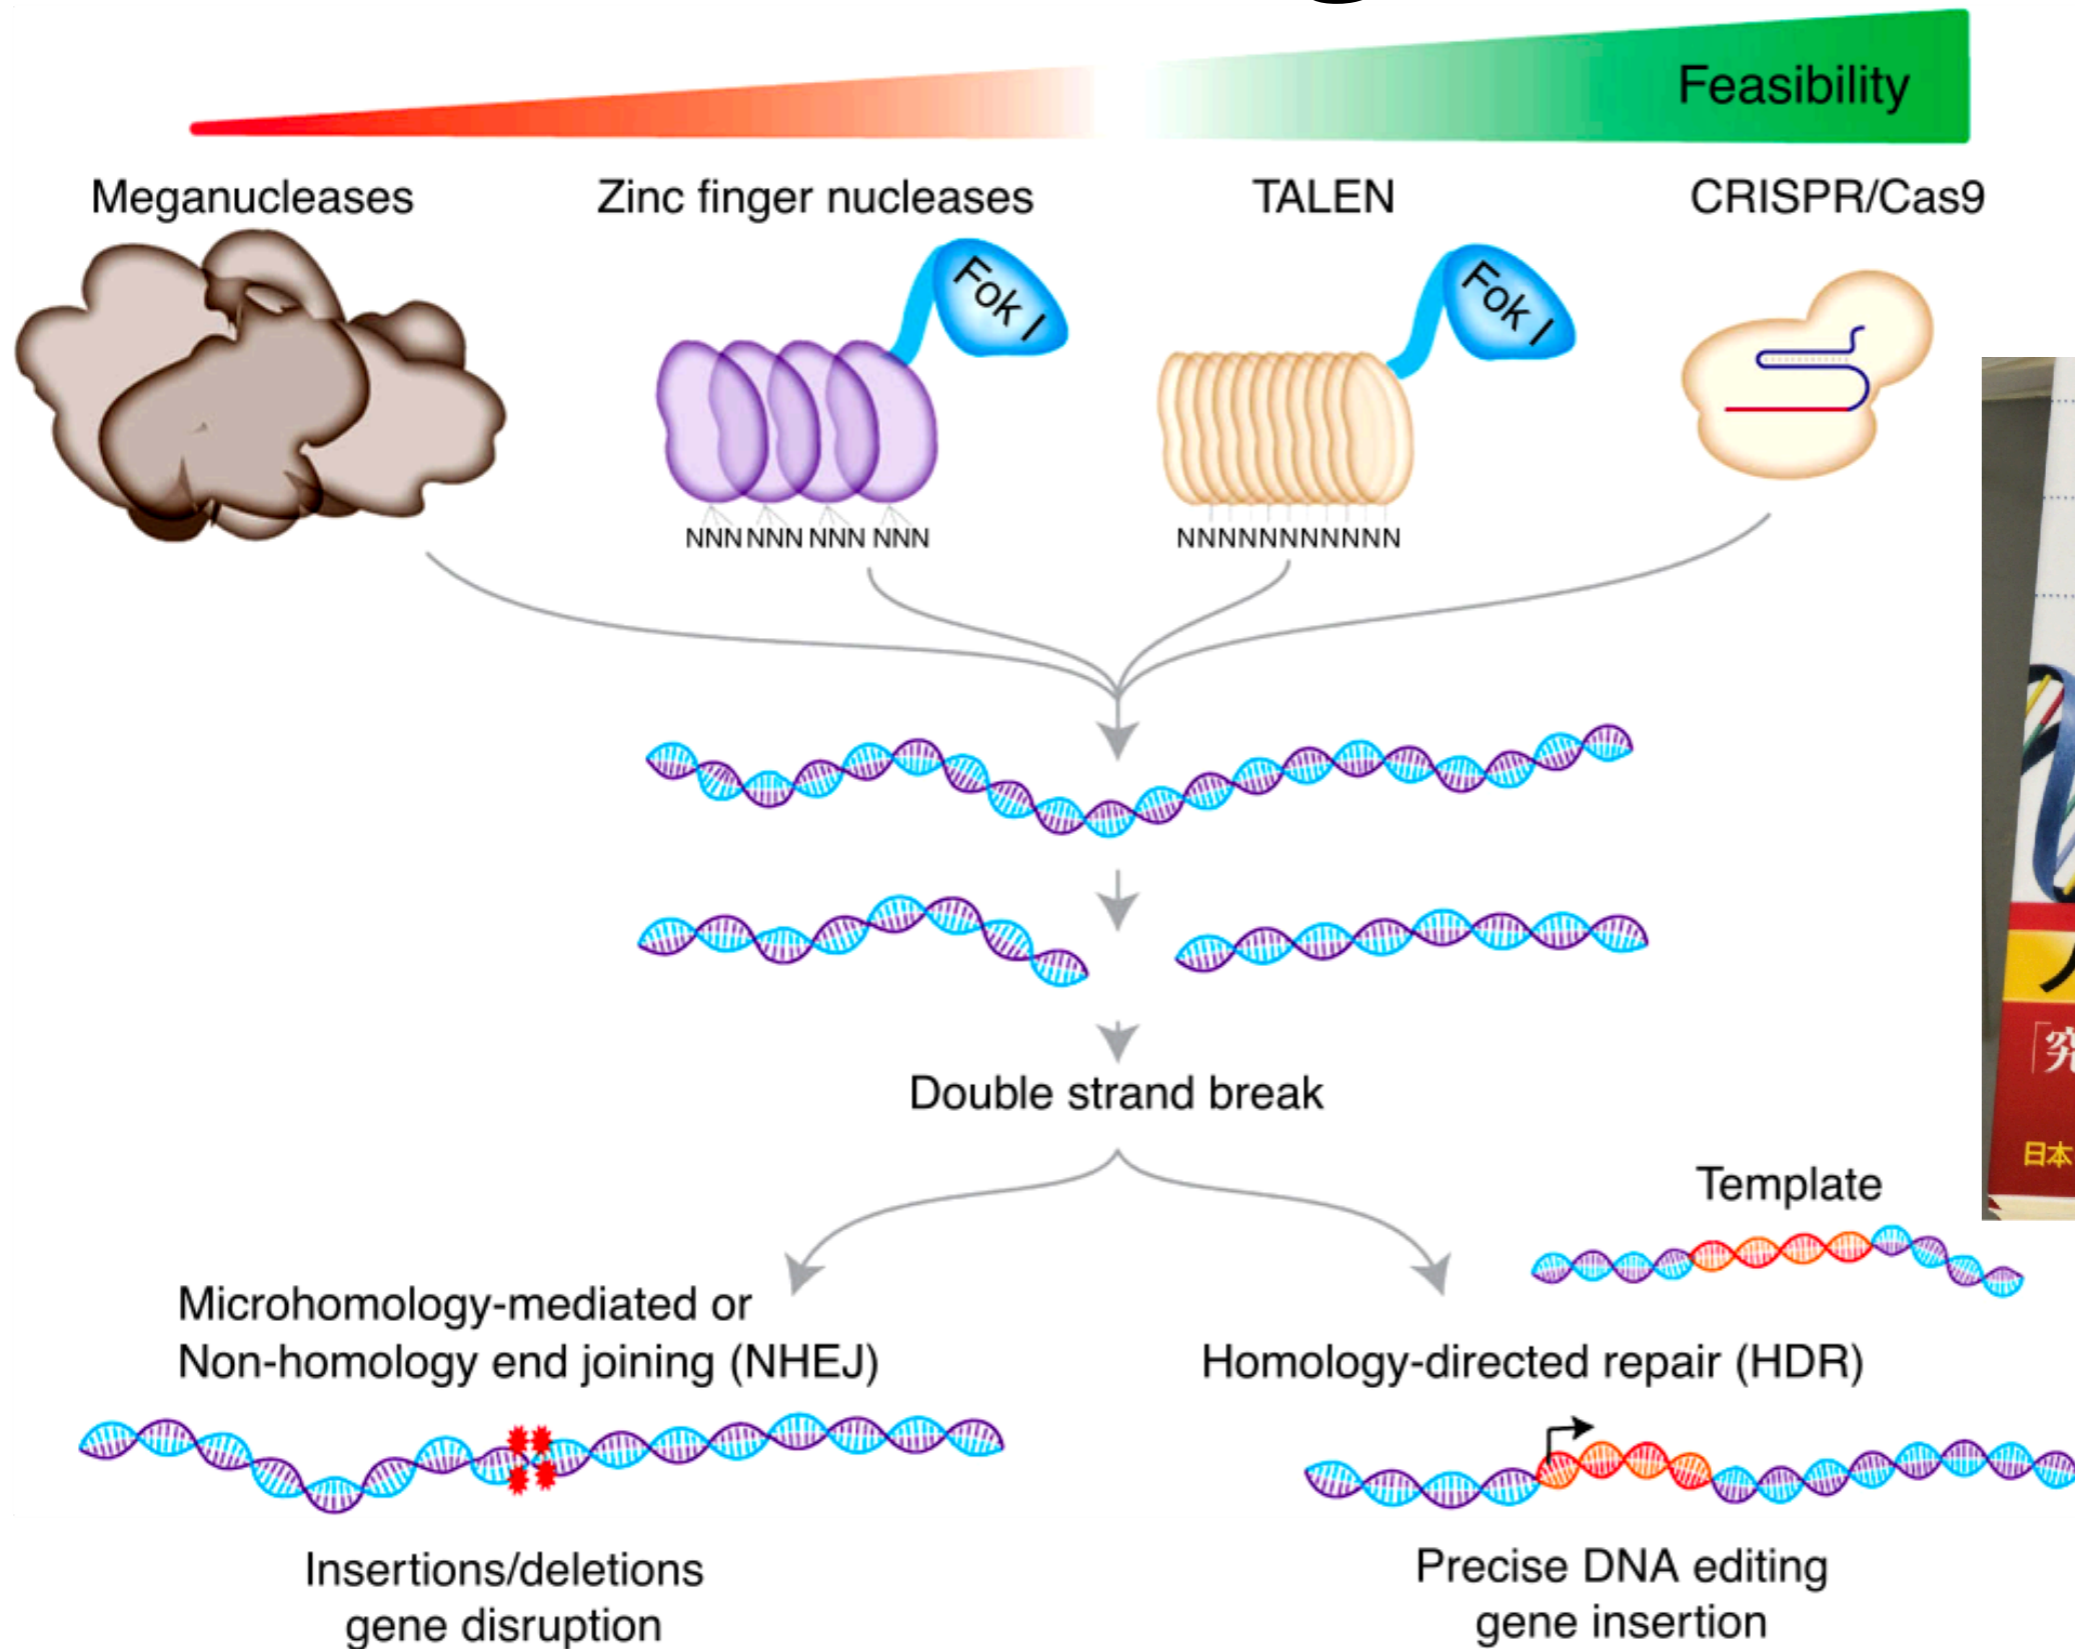 Feasibility
Meganucleases
Zinc finger nucleases
TALEN
CRISPR/Cas9
Fok I
Fok I
NNN NNN NNN NNN
NNNNNNNNNNN
Double strand break
Template
Microhomology-mediated or
Non-homology end joining (NHEJ)
Homology-directed repair (HDR)
Insertions/deletions
gene disruption
Precise DNA editing
gene insertion
「究
日本